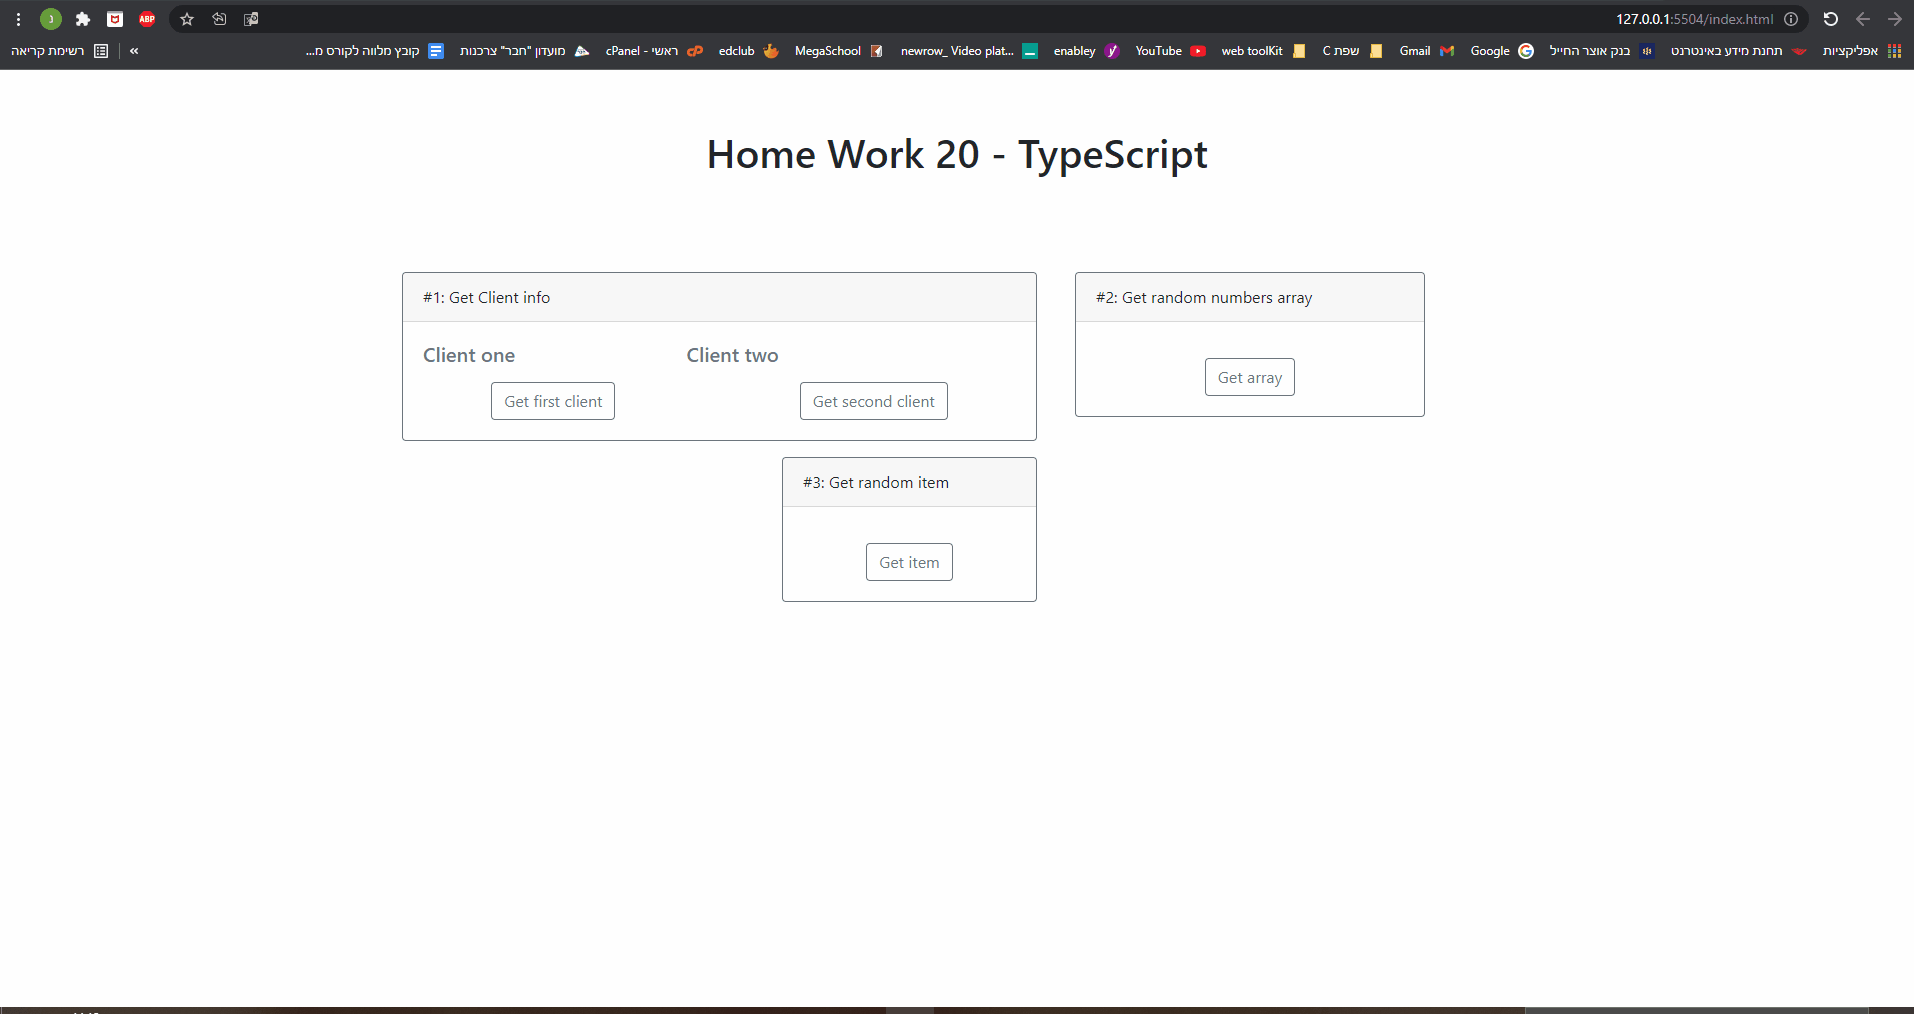 127.0.0.1:5504/index.html
ABP
אפליקציות
תחנת מידע באינטרנט
בנק אוצר החייל
Google
Gmail
שפת C
web toolKit
YouTube
enabley
newrow_ Video plat...
MegaSchool
edclub
ראשי - cPanel
מועדון "חבר" צרכנות
קובץ מלווה לקורס מ...
«
רשימת קריאה
Home Work 20 - TypeScript
#1: Get Client info
Client one
Client two
Get first client
Get second client
#2: Get random numbers array
Get array
#3: Get random item
Get item